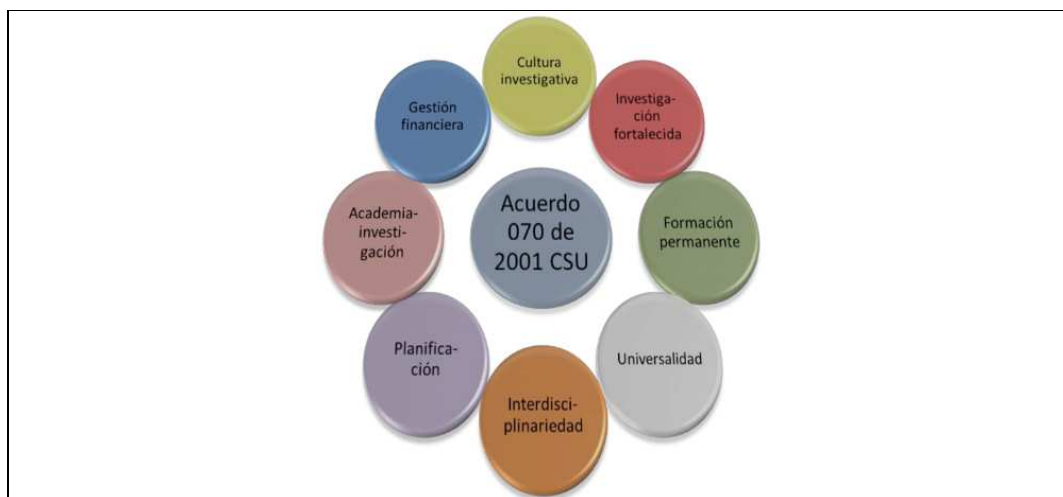 Cultura
investigativa
Investiga-
ción
fortalecida
Formación
permanente
Universalidad
Interdisci-
plinariedad
Planifica-
ción
Academia-
investi-
gación
Gestión
financiera
Acuerdo
070 de
2001 CSU